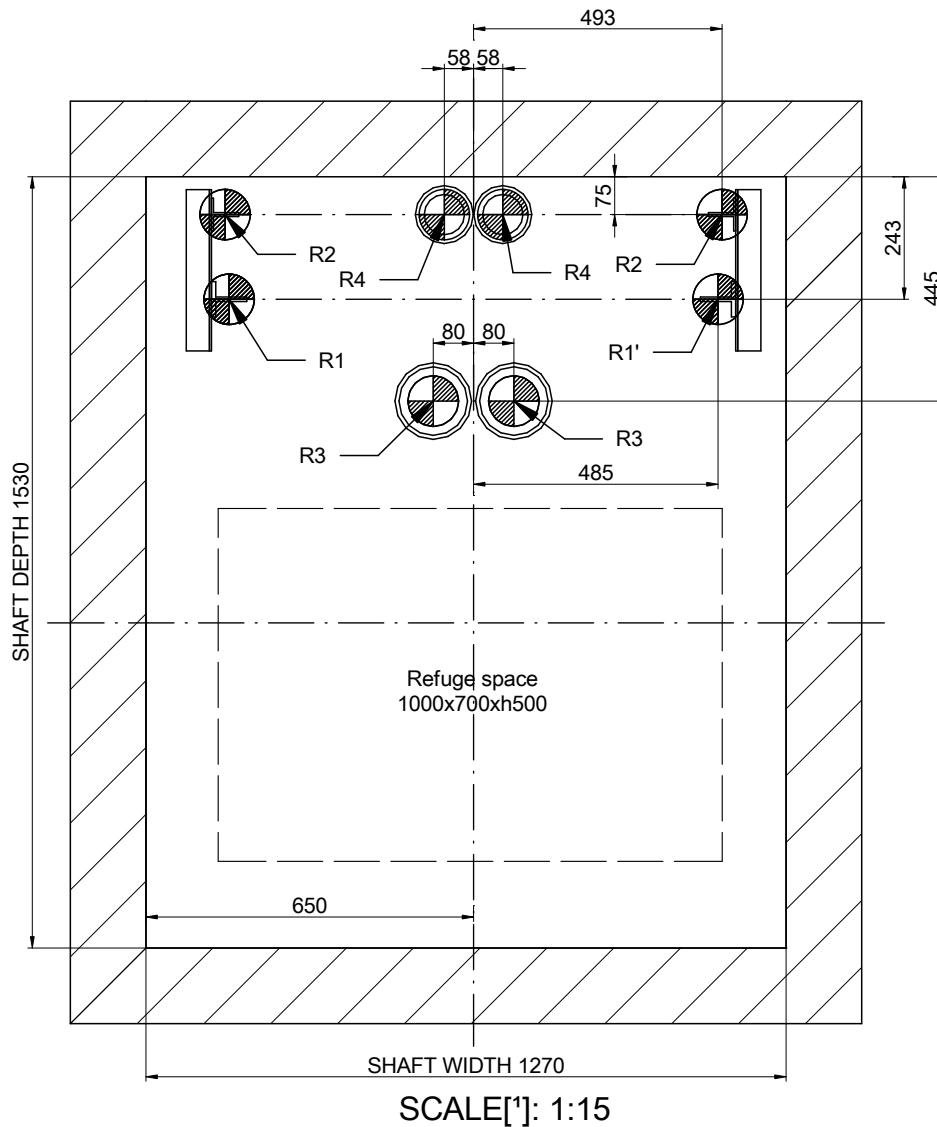 493
58 58
75
243
445
R2
R4
R4
R2
R1
80 80
R1'
R3
R3
485
SHAFT DEPTH 1530
Refuge space
1000x700xh500
650
SHAFT WIDTH 1270
SCALE[¹]: 1:15